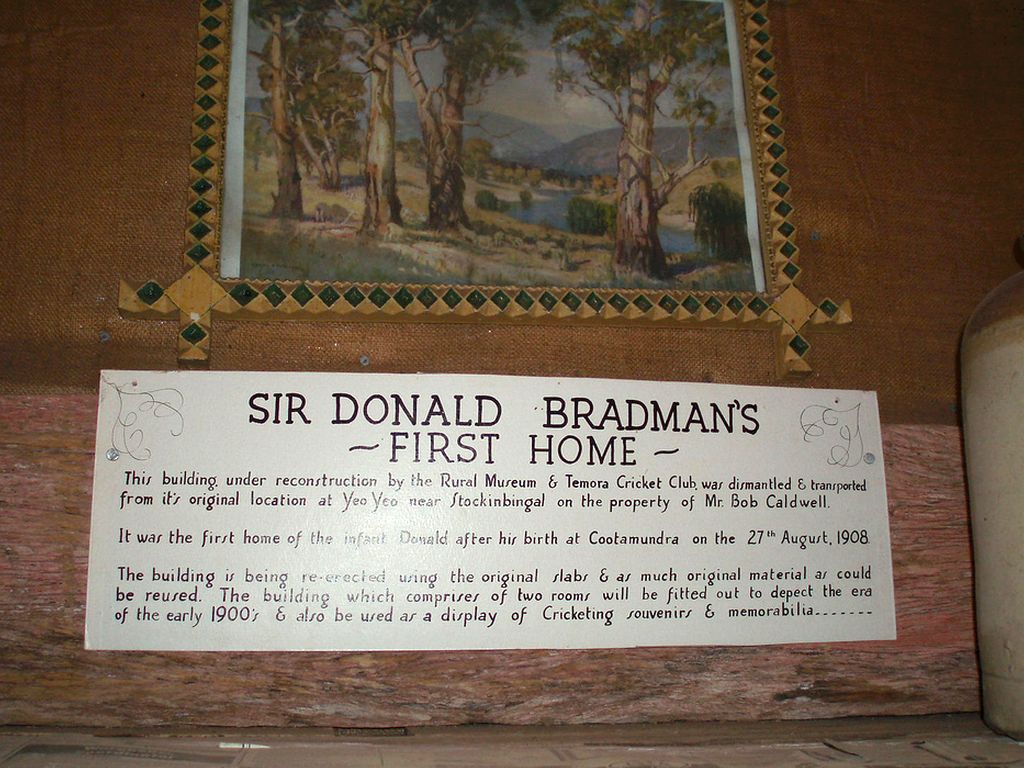 SIR DONALD BRADMAN'S
~ FIRST HOME ~
This building, under reconstruction by the Rural Museum & Temora Cricket Club, was dismantled & transported
from it's original location at Yeo Yeo near Stockinbingal on the property of Mr. Bob Caldwell.
It was the first home of the infant Donald after his birth at Cootamundra on the 27th August, 1908
The building is being re-erected using the original slabs & as much original material as could
be reused. The building which comprises of two rooms will be fitted out to depect the era
of the early 1900's & also be used as a display of Cricketing souvenirs & memorabilia-------